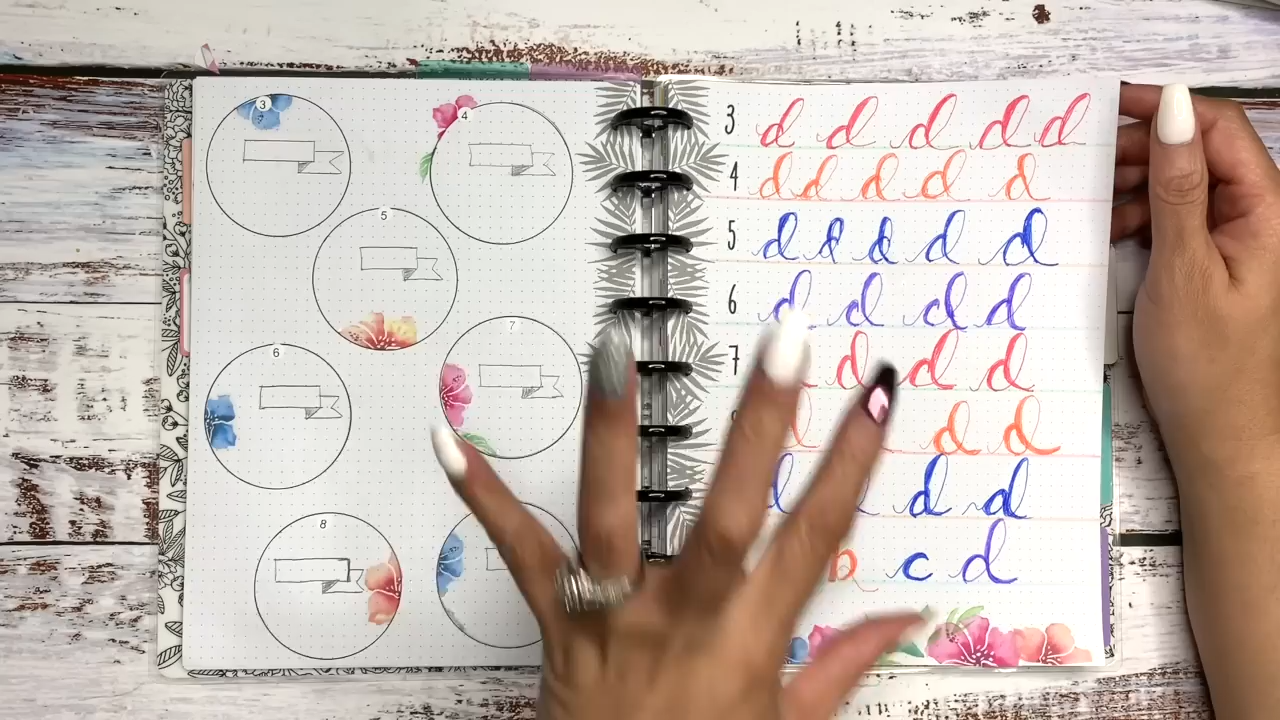 3
4
5
6
7
8
3 d d d d d
4 d d d d d
5 d d d d d
6 d d d d
7 d d d
d d d
d d d
b c d